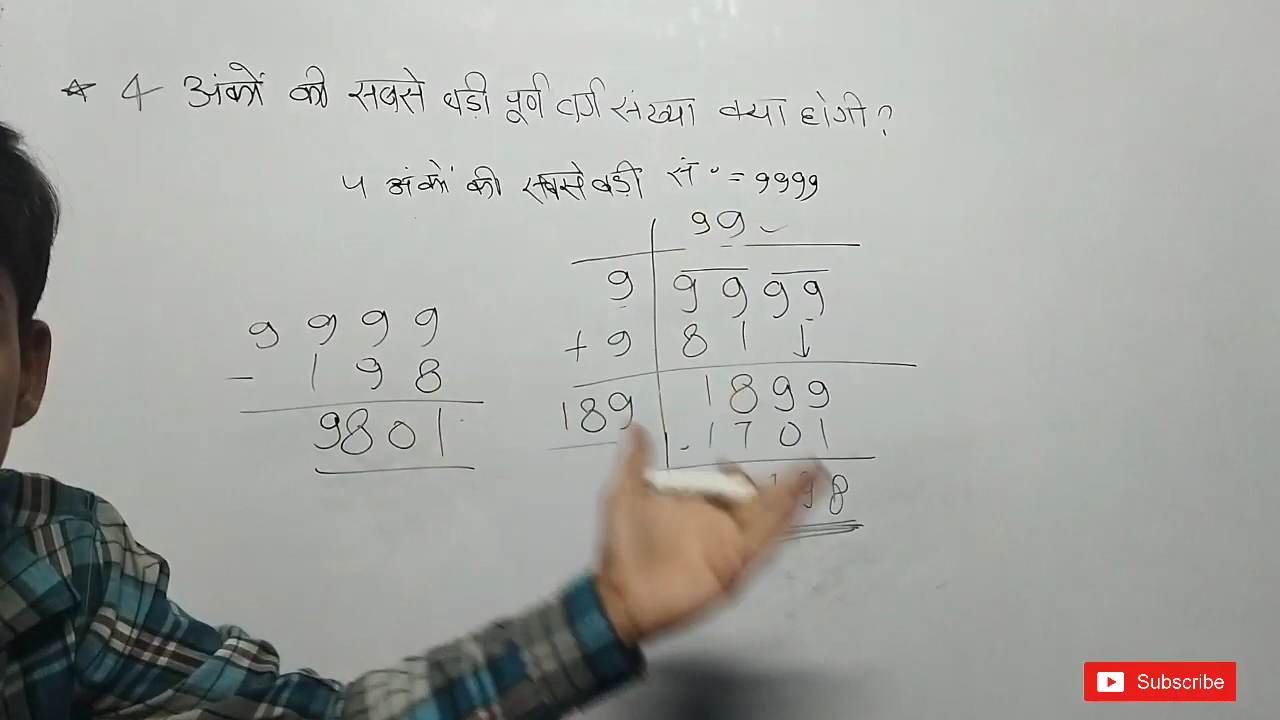 * 4 अंकों की सबसे बड़ी पूर्ण वर्ग संख्या क्या होगी?
4 अंकों की सबसे बड़ी सं० = 9999
99
9 9999
+ 9 81 ↓
189 1899
- 1701
198
9999
- 198
9801
Subscribe